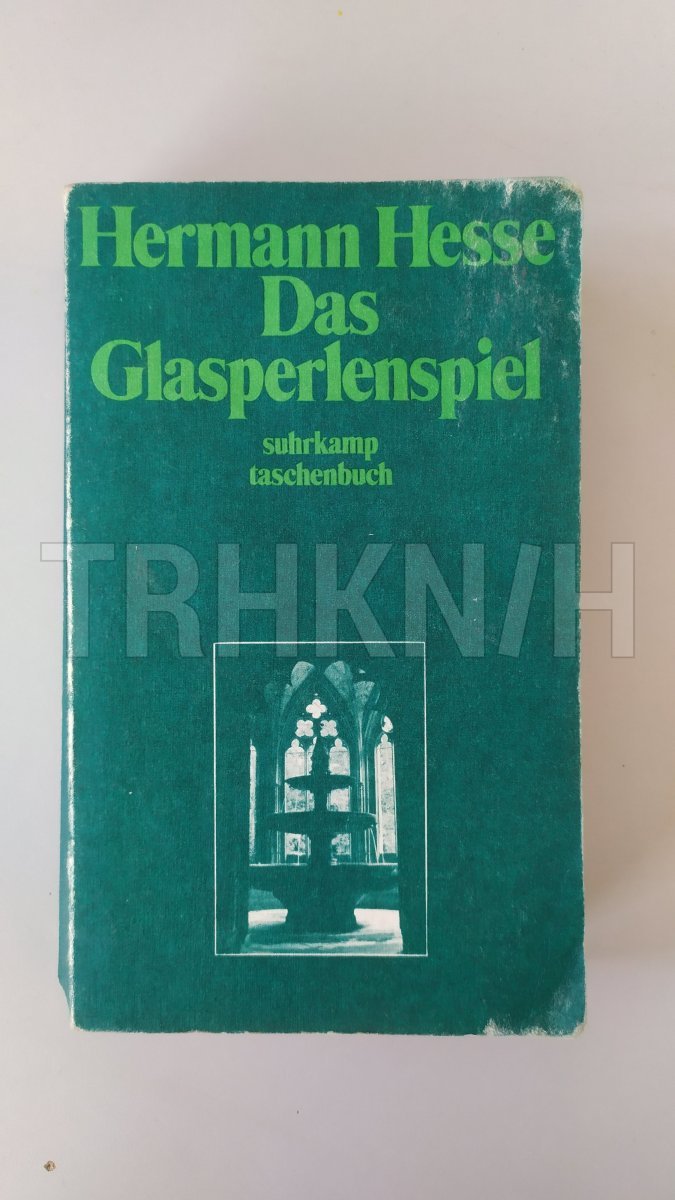 Hermann Hesse
Das
Glasperlenspiel
suhrkamp
taschenbuch
TRHKN/H